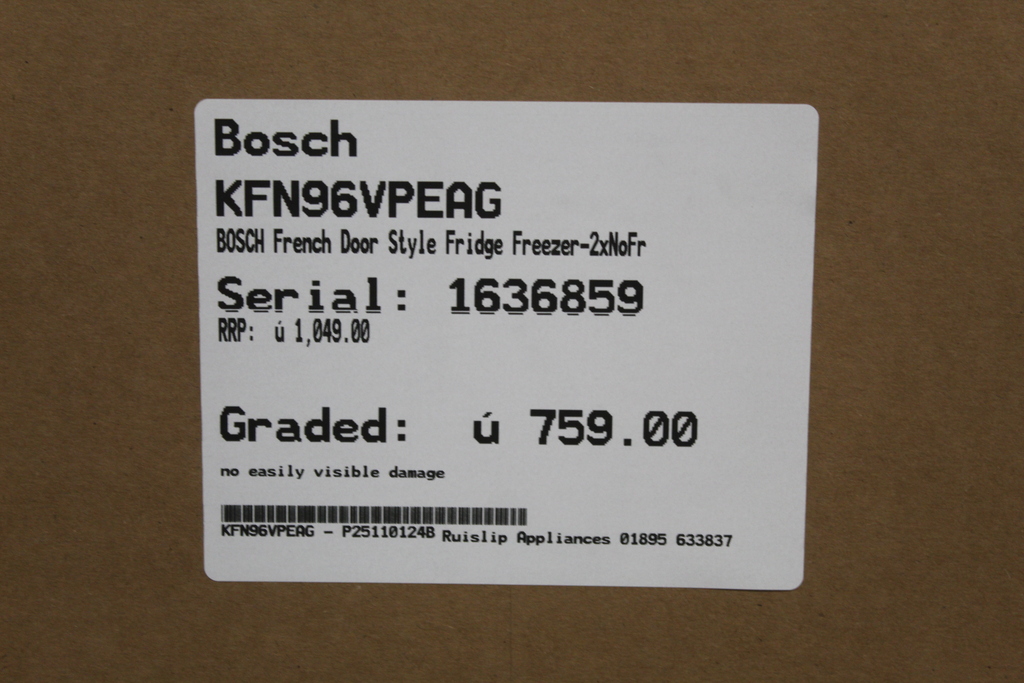 Bosch
KFN96VPEAG
BOSCH French Door Style Fridge Freezer-2xNoFr
Serial: 1636859
RRP: ú 1,049.00
Graded: ú 759.00
no easily visible damage
KFN96VPEAG - P25110124B Ruislip Appliances 01895 633837